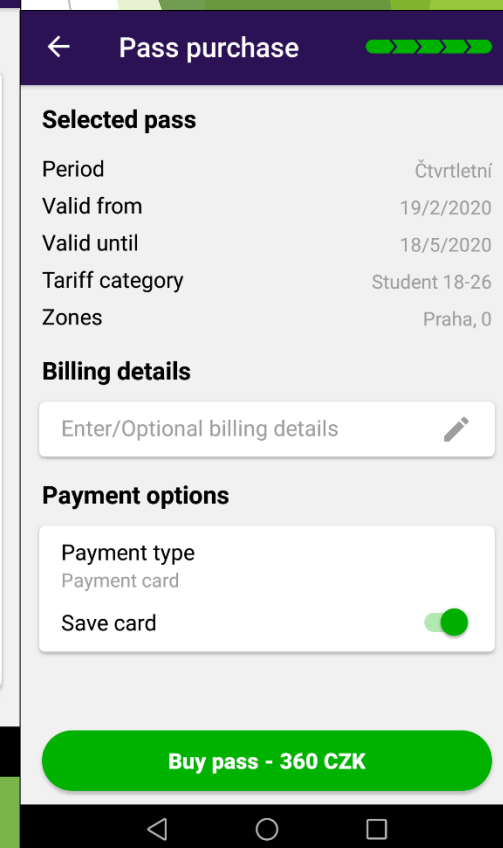 Pass purchase
Selected pass
Period Čtvrtletní
Valid from 19/2/2020
Valid until 18/5/2020
Tariff category Student 18-26
Zones Praha, 0
Billing details
Enter/Optional billing details
Payment options
Payment type
Payment card
Save card
Buy pass - 360 CZK